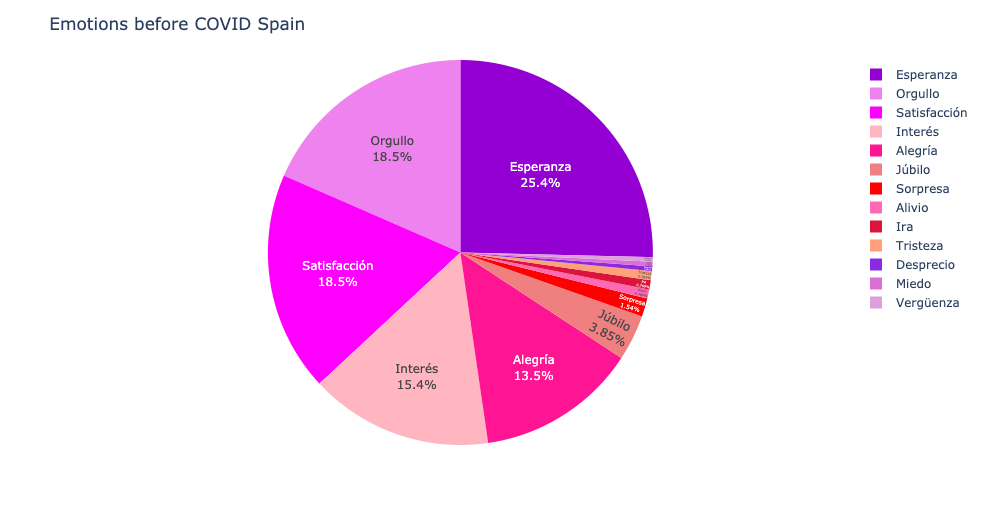 Emotions before COVID Spain
Orgullo
18.5%
Esperanza
25.4%
Satisfacción
18.5%
Interés
15.4%
Alegría
13.5%
Júbilo
3.85%
Sorpresa
1.54%
Esperanza
Orgullo
Satisfacción
Interés
Alegría
Júbilo
Sorpresa
Alivio
Ira
Tristeza
Desprecio
Miedo
Vergüenza